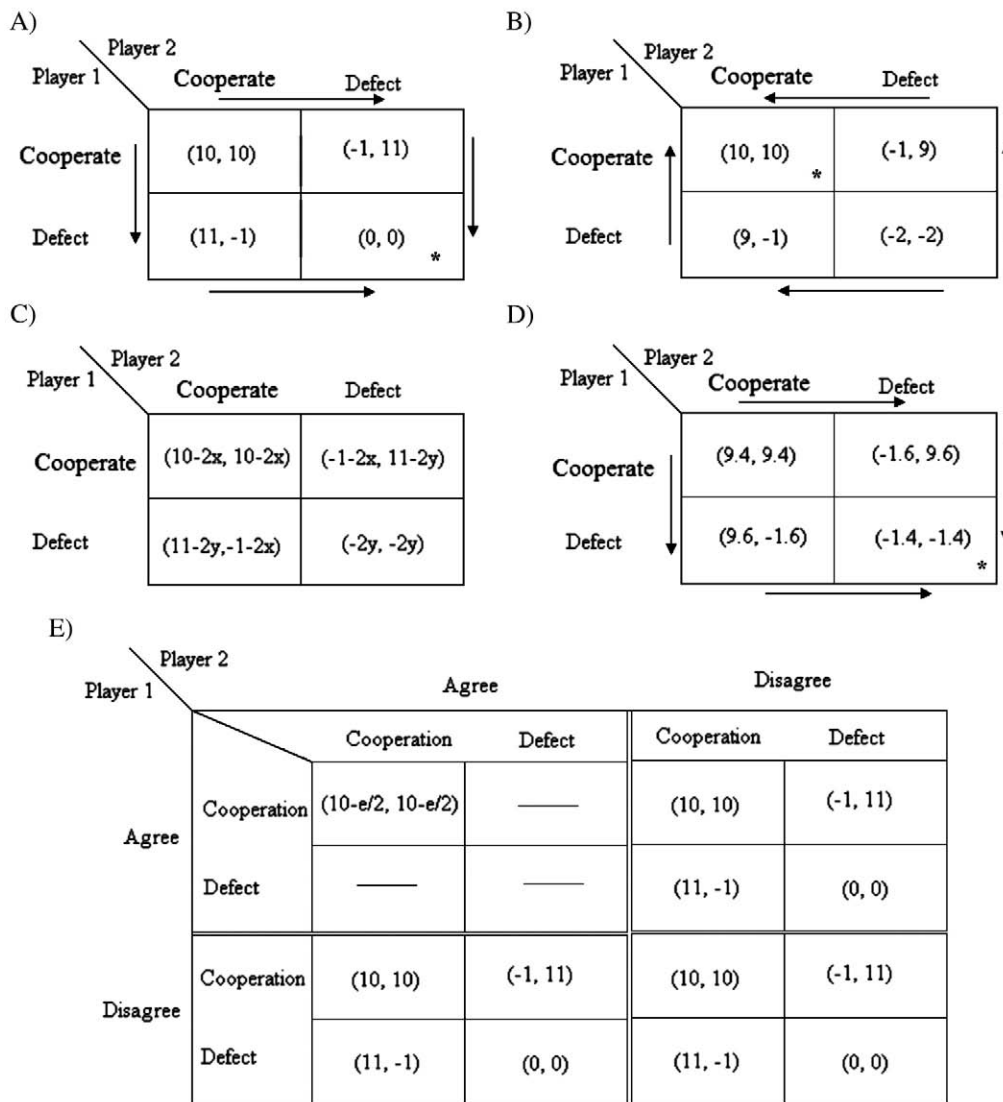 A)
Player 2
Player 1
Cooperate Defect
Cooperate (10, 10) (-1, 11)
Defect (11, -1) (0, 0) *
B)
Player 2
Player 1
Cooperate Defect
Cooperate (10, 10) * (-1, 9)
Defect (9, -1) (-2, -2)
C)
Player 2
Player 1
Cooperate Defect
Cooperate (10-2x, 10-2x) (-1-2x, 11-2y)
Defect (11-2y,-1-2x) (-2y, -2y)
D)
Player 2
Player 1
Cooperate Defect
Cooperate (9.4, 9.4) (-1.6, 9.6)
Defect (9.6, -1.6) (-1.4, -1.4) *
E)
Player 2
Player 1
Agree Disagree
Cooperation Defect Cooperation Defect
Agree
Cooperation (10-e/2, 10-e/2) — (10, 10) (-1, 11)
Defect — — (11, -1) (0, 0)
Disagree
Cooperation (10, 10) (-1, 11) (10, 10) (-1, 11)
Defect (11, -1) (0, 0) (11, -1) (0, 0)